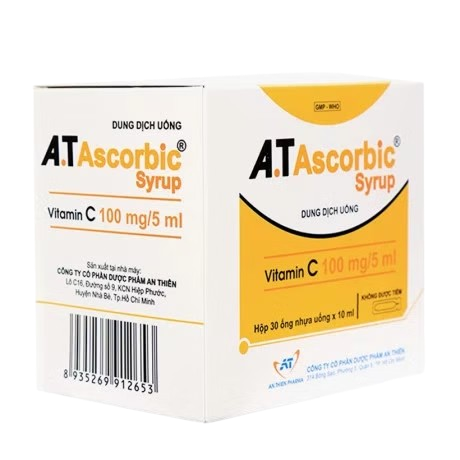 DUNG DỊCH UỐNG
A.TAscorbic®
Syrup
Vitamin C 100 mg/5 ml
Sản xuất tại nhà máy:
CÔNG TY CỔ PHẦN DƯỢC PHẨM AN THIÊN
Lô C16, Đường số 9, KCN Hiệp Phước,
Huyện Nhà Bè, Tp.Hồ Chí Minh
8 935269 912653
GMP - WHO
A.TAscorbic®
Syrup
DUNG DỊCH UỐNG
Vitamin C 100 mg/5 ml
Hộp 30 ống nhựa uống x 10 ml
KHÔNG ĐƯỢC TIÊM
AT
AN THIEN PHARMA
CÔNG TY CỔ PHẦN DƯỢC PHẨM AN THIÊN